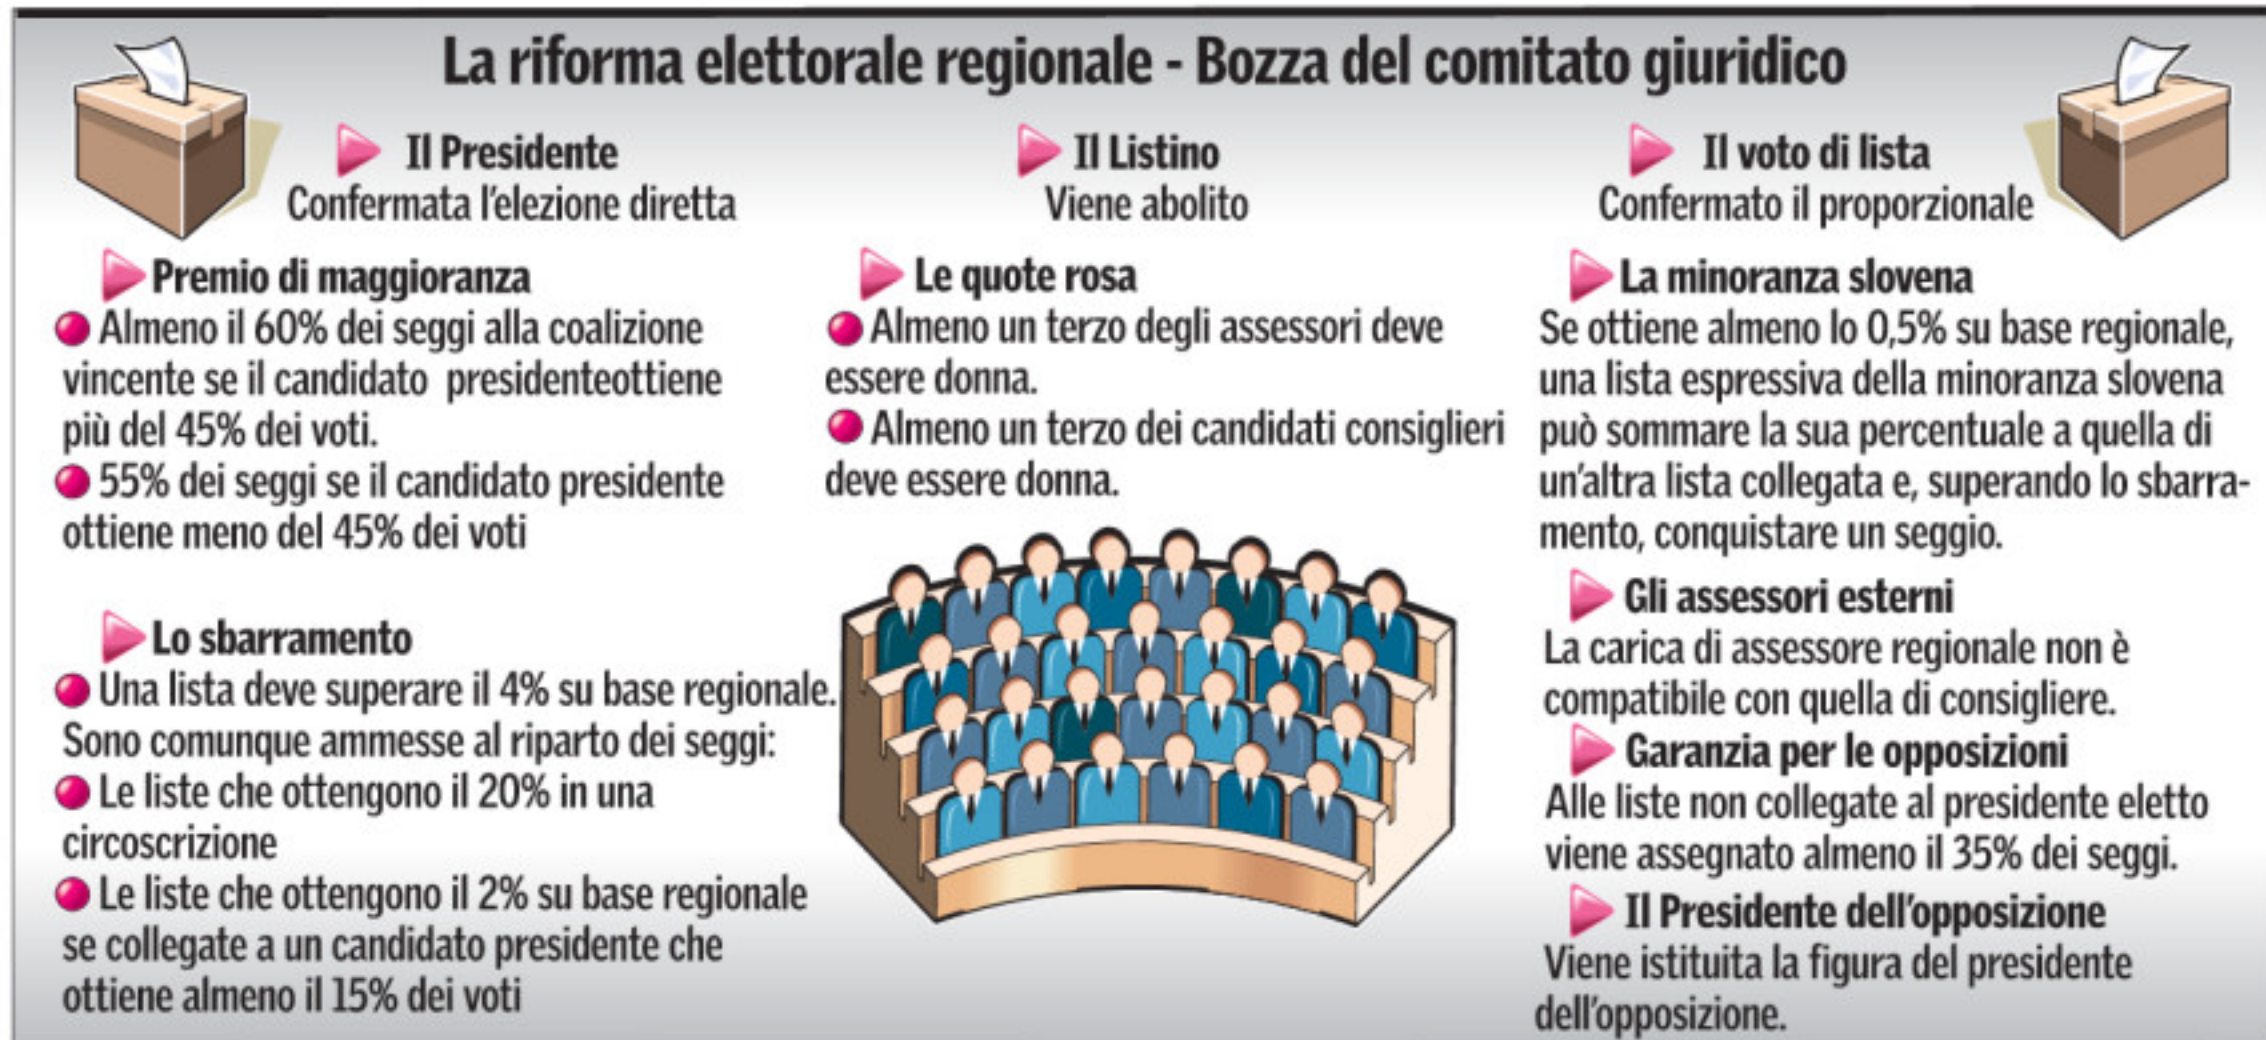 La riforma elettorale regionale - Bozza del comitato giuridico
Il Presidente
Confermata l'elezione diretta
Il Listino
Viene abolito
Il voto di lista
Confermato il proporzionale
Premio di maggioranza
Almeno il 60% dei seggi alla coalizione
vincente se il candidato presidenteottiene
più del 45% dei voti.
55% dei seggi se il candidato presidente
ottiene meno del 45% dei voti
Lo sbarramento
Una lista deve superare il 4% su base regionale.
Sono comunque ammesse al riparto dei seggi:
Le liste che ottengono il 20% in una
circoscrizione
Le liste che ottengono il 2% su base regionale
se collegate a un candidato presidente che
ottiene almeno il 15% dei voti
Le quote rosa
Almeno un terzo degli assessori deve
essere donna.
Almeno un terzo dei candidati consiglieri
deve essere donna.
La minoranza slovena
Se ottiene almeno lo 0,5% su base regionale,
una lista espressiva della minoranza slovena
può sommare la sua percentuale a quella di
un'altra lista collegata e, superando lo sbarra-
mento, conquistare un seggio.
Gli assessori esterni
La carica di assessore regionale non è
compatibile con quella di consigliere.
Garanzia per le opposizioni
Alle liste non collegate al presidente eletto
viene assegnato almeno il 35% dei seggi.
Il Presidente dell'opposizione
Viene istituita la figura del presidente
dell'opposizione.